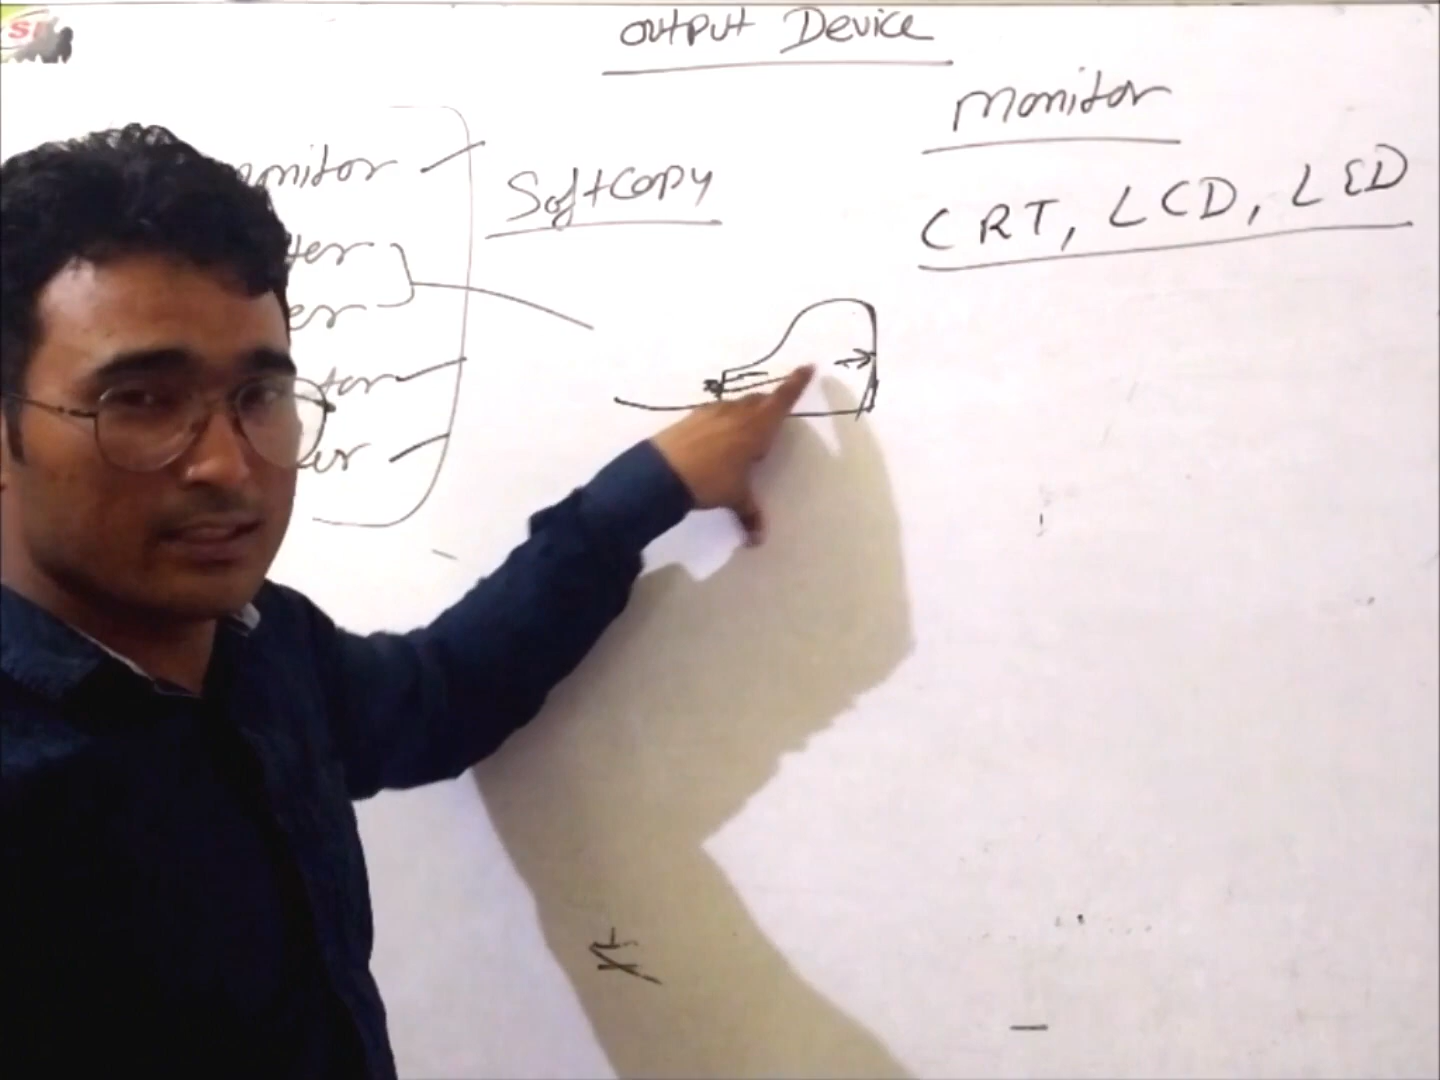 Output Device
Monitor
monitor
Softcopy
CRT, LCD, LED